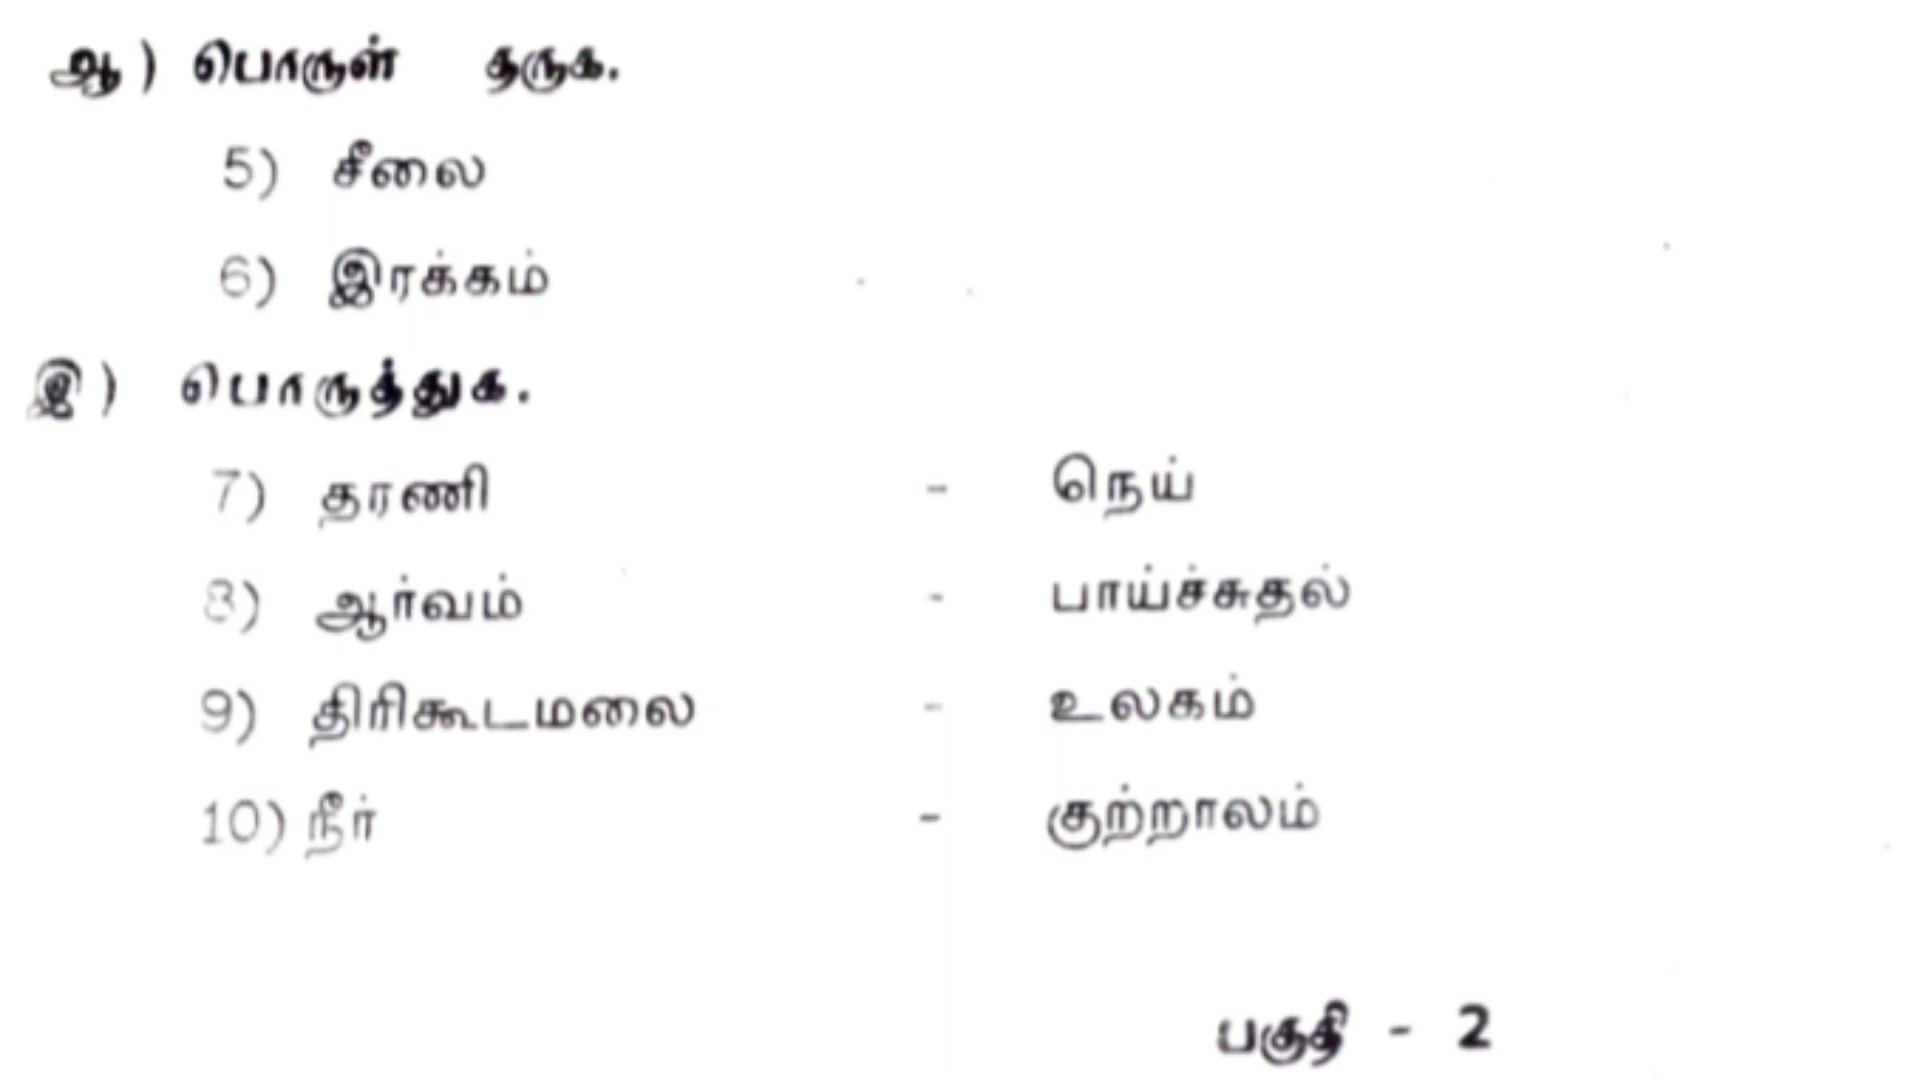 ஆ) பொருள் தருக.
5) சீலை
6) இரக்கம்
இ) பொருத்துக.
7) தரணி - நெய்
8) ஆர்வம் - பாய்ச்சுதல்
9) திரிகூடமலை - உலகம்
10) நீர் - குற்றாலம்
பகுதி - 2